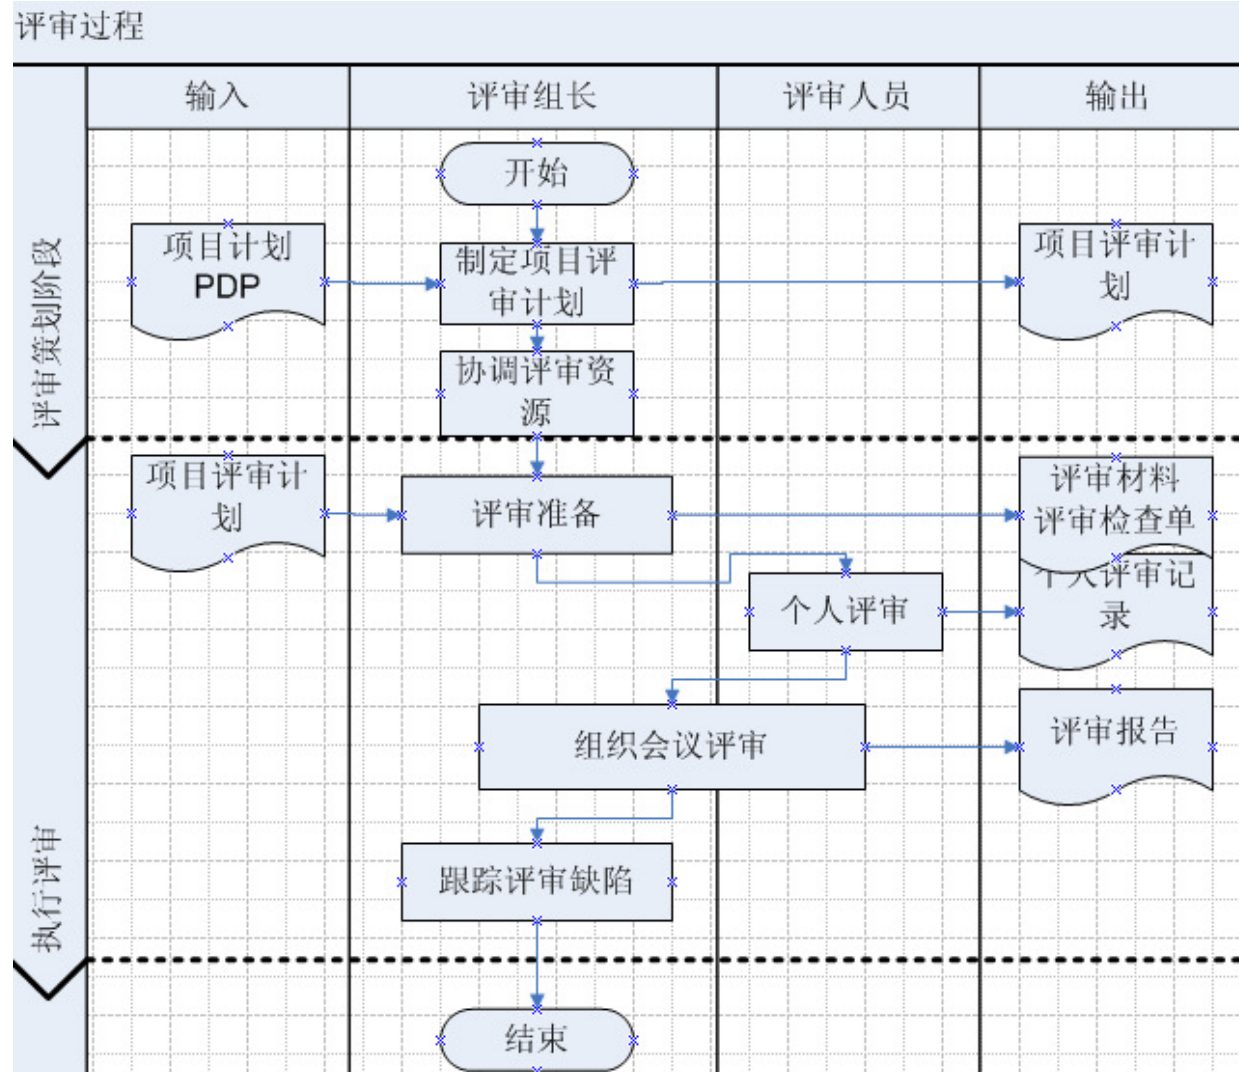 评审过程
输入
评审组长
评审人员
输出
评审策划阶段
开始
项目计划
PDP
制定项目评
审计划
项目评审计
划
协调评审资
源
执行评审
项目评审计
划
评审准备
评审材料
评审检查单
个人评审
个人评审记
录
组织会议评审
评审报告
跟踪评审缺陷
结束